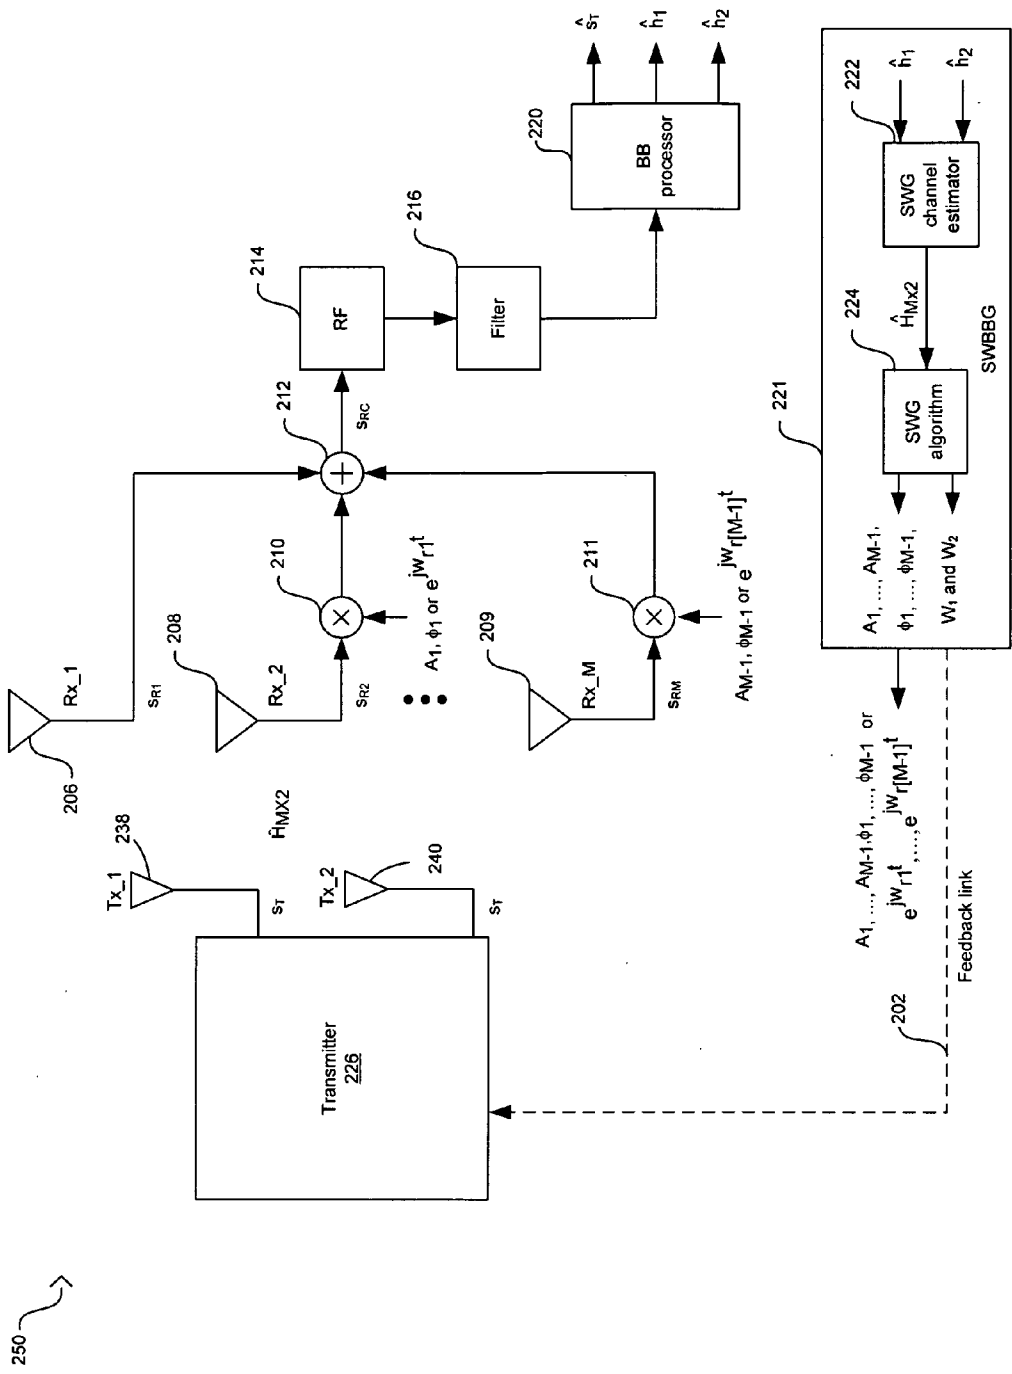 250
Transmitter
226
Tx_1
238
sT
Tx_2
240
sT
ĤMX2
206
Rx_1
sR1
208
Rx_2
sR2
209
Rx_M
sRM
210
A1, ϕ1 or e^jwr1t
211
AM-1, ϕM-1 or e^jwr[M-1]t
212
sRC
214
RF
216
Filter
220
BB
processor
ŝT
ĥ1
ĥ2
202
Feedback link
A1, ..., AM-1,ϕ1, ..., ϕM-1 or
e^jwr1t,...,e^jwr[M-1]t
221
A1, ..., AM-1,
ϕ1, ..., ϕM-1,
W1 and W2
224
SWG
algorithm
ĤMx2
222
SWG
channel
estimator
ĥ1
ĥ2
SWBBG